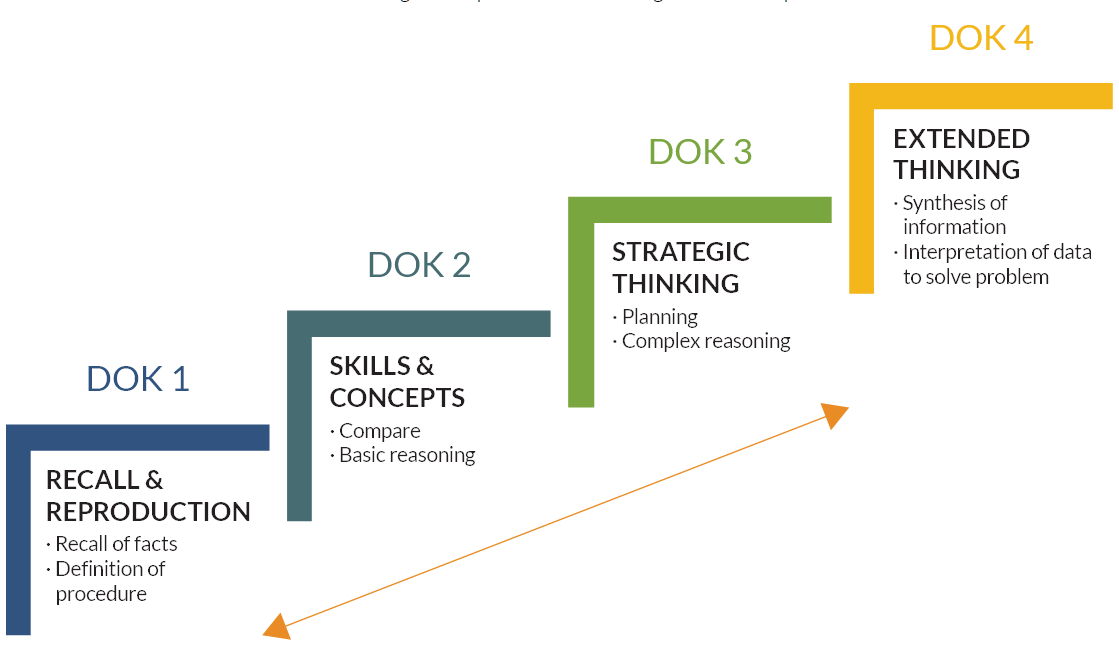 DOK 1
RECALL &
REPRODUCTION
· Recall of facts
· Definition of
procedure
DOK 2
SKILLS &
CONCEPTS
· Compare
· Basic reasoning
DOK 3
STRATEGIC
THINKING
· Planning
· Complex reasoning
DOK 4
EXTENDED
THINKING
· Synthesis of
information
· Interpretation of data
to solve problem